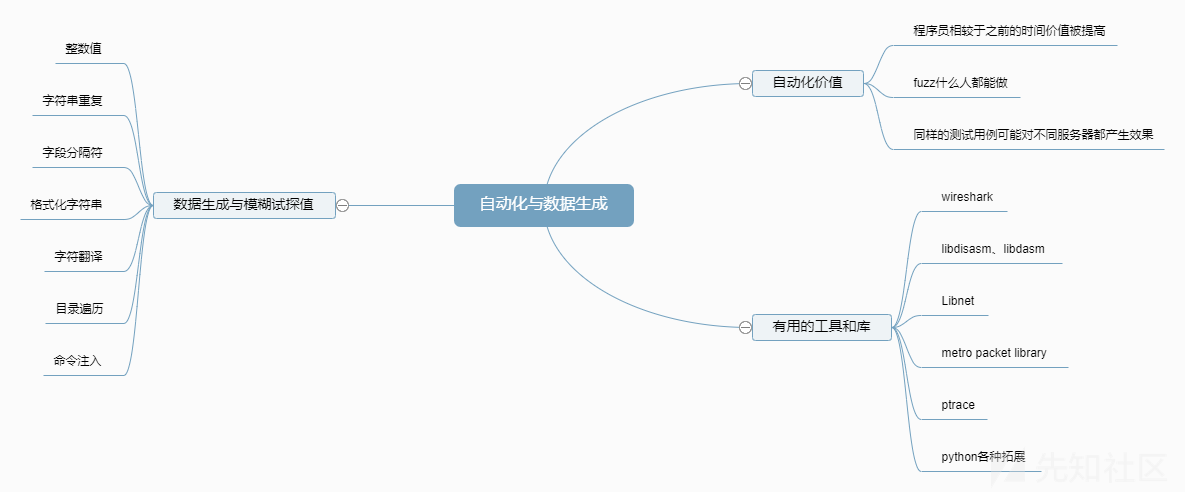 自动化与数据生成
自动化价值
程序员相较于之前的时间价值被提高
fuzz什么人都能做
同样的测试用例可能对不同服务器都产生效果
有用的工具和库
wireshark
libdisasm、libdasm
Libnet
metro packet library
ptrace
python各种拓展
数据生成与模糊试探值
整数值
字符串重复
字段分隔符
格式化字符串
字符翻译
目录遍历
命令注入
先知社区